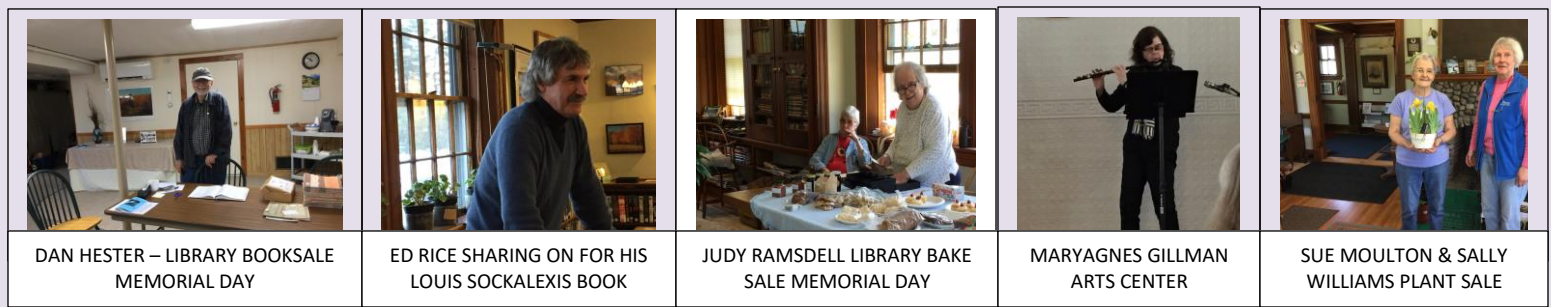 DAN HESTER – LIBRARY BOOKSALE
MEMORIAL DAY
ED RICE SHARING ON FOR HIS
LOUIS SOCKALEXIS BOOK
JUDY RAMSDELL LIBRARY BAKE
SALE MEMORIAL DAY
MARYAGNES GILLMAN
ARTS CENTER
SUE MOULTON & SALLY
WILLIAMS PLANT SALE